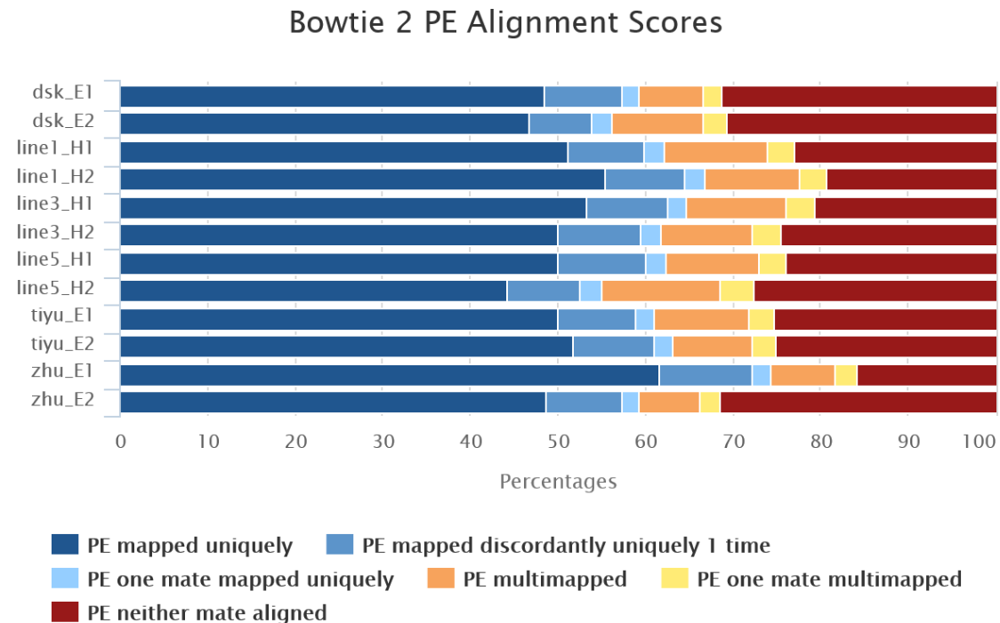 Bowtie 2 PE Alignment Scores
dsk_E1
dsk_E2
line1_H1
line1_H2
line3_H1
line3_H2
line5_H1
line5_H2
tiyu_E1
tiyu_E2
zhu_E1
zhu_E2
0 10 20 30 40 50 60 70 80 90 100
Percentages
PE mapped uniquely PE mapped discordantly uniquely 1 time
PE one mate mapped uniquely PE multimapped PE one mate multimapped
PE neither mate aligned